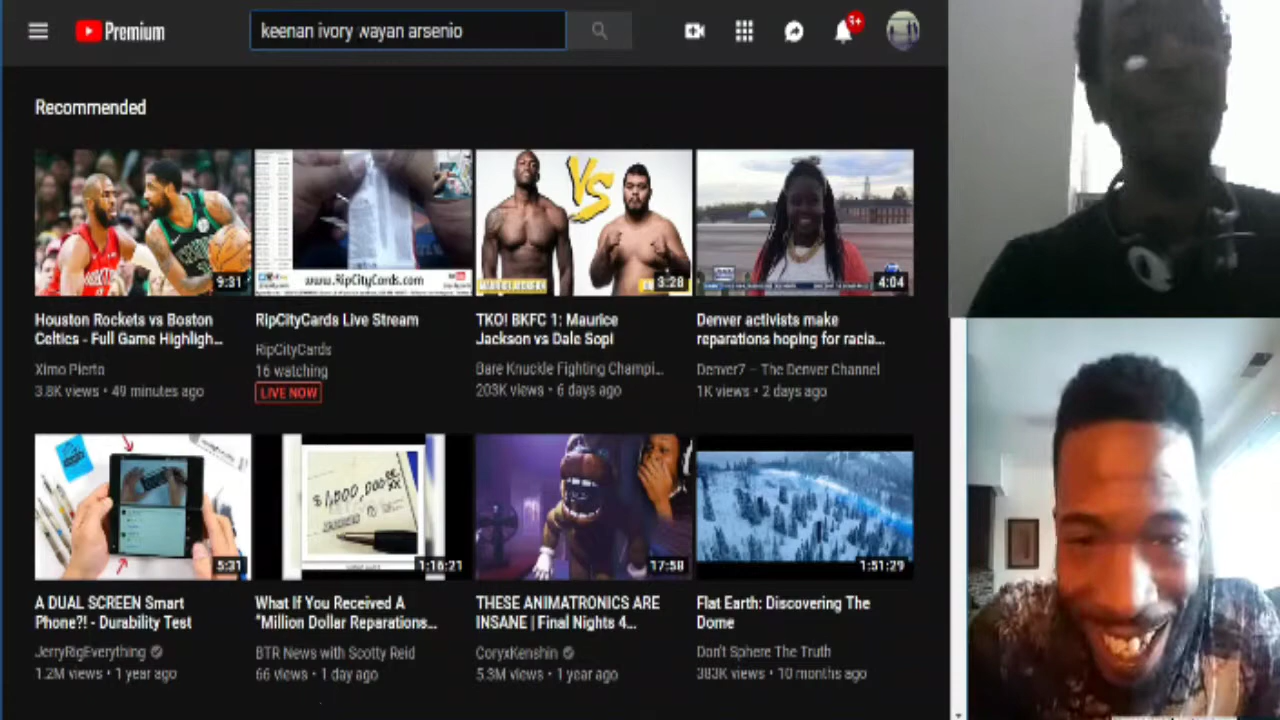 Premium
keenan ivory wayan arsenio
9+
Recommended
9:31
www.RipCityCards.com
VS
3:28
4:04
Houston Rockets vs Boston
Celtics - Full Game Highligh...
Ximo Pierto
3.8K views • 49 minutes ago
RipCityCards Live Stream
RipCityCards
16 watching
LIVE NOW
TKO! BKFC 1: Maurice
Jackson vs Dale Sopi
Bare Knuckle Fighting Champi...
203K views • 6 days ago
Denver activists make
reparations hoping for racia...
Denver7 – The Denver Channel
1K views • 2 days ago
5:31
$1,000,000
1:16:21
17:58
1:51:29
A DUAL SCREEN Smart
Phone?! - Durability Test
JerryRigEverything
1.2M views • 1 year ago
What If You Received A
"Million Dollar Reparations...
BTR News with Scotty Reid
66 views • 1 day ago
THESE ANIMATRONICS ARE
INSANE | Final Nights 4...
CoryxKenshin
5.3M views • 1 year ago
Flat Earth: Discovering The
Dome
Don't Sphere The Truth
383K views • 10 months ago